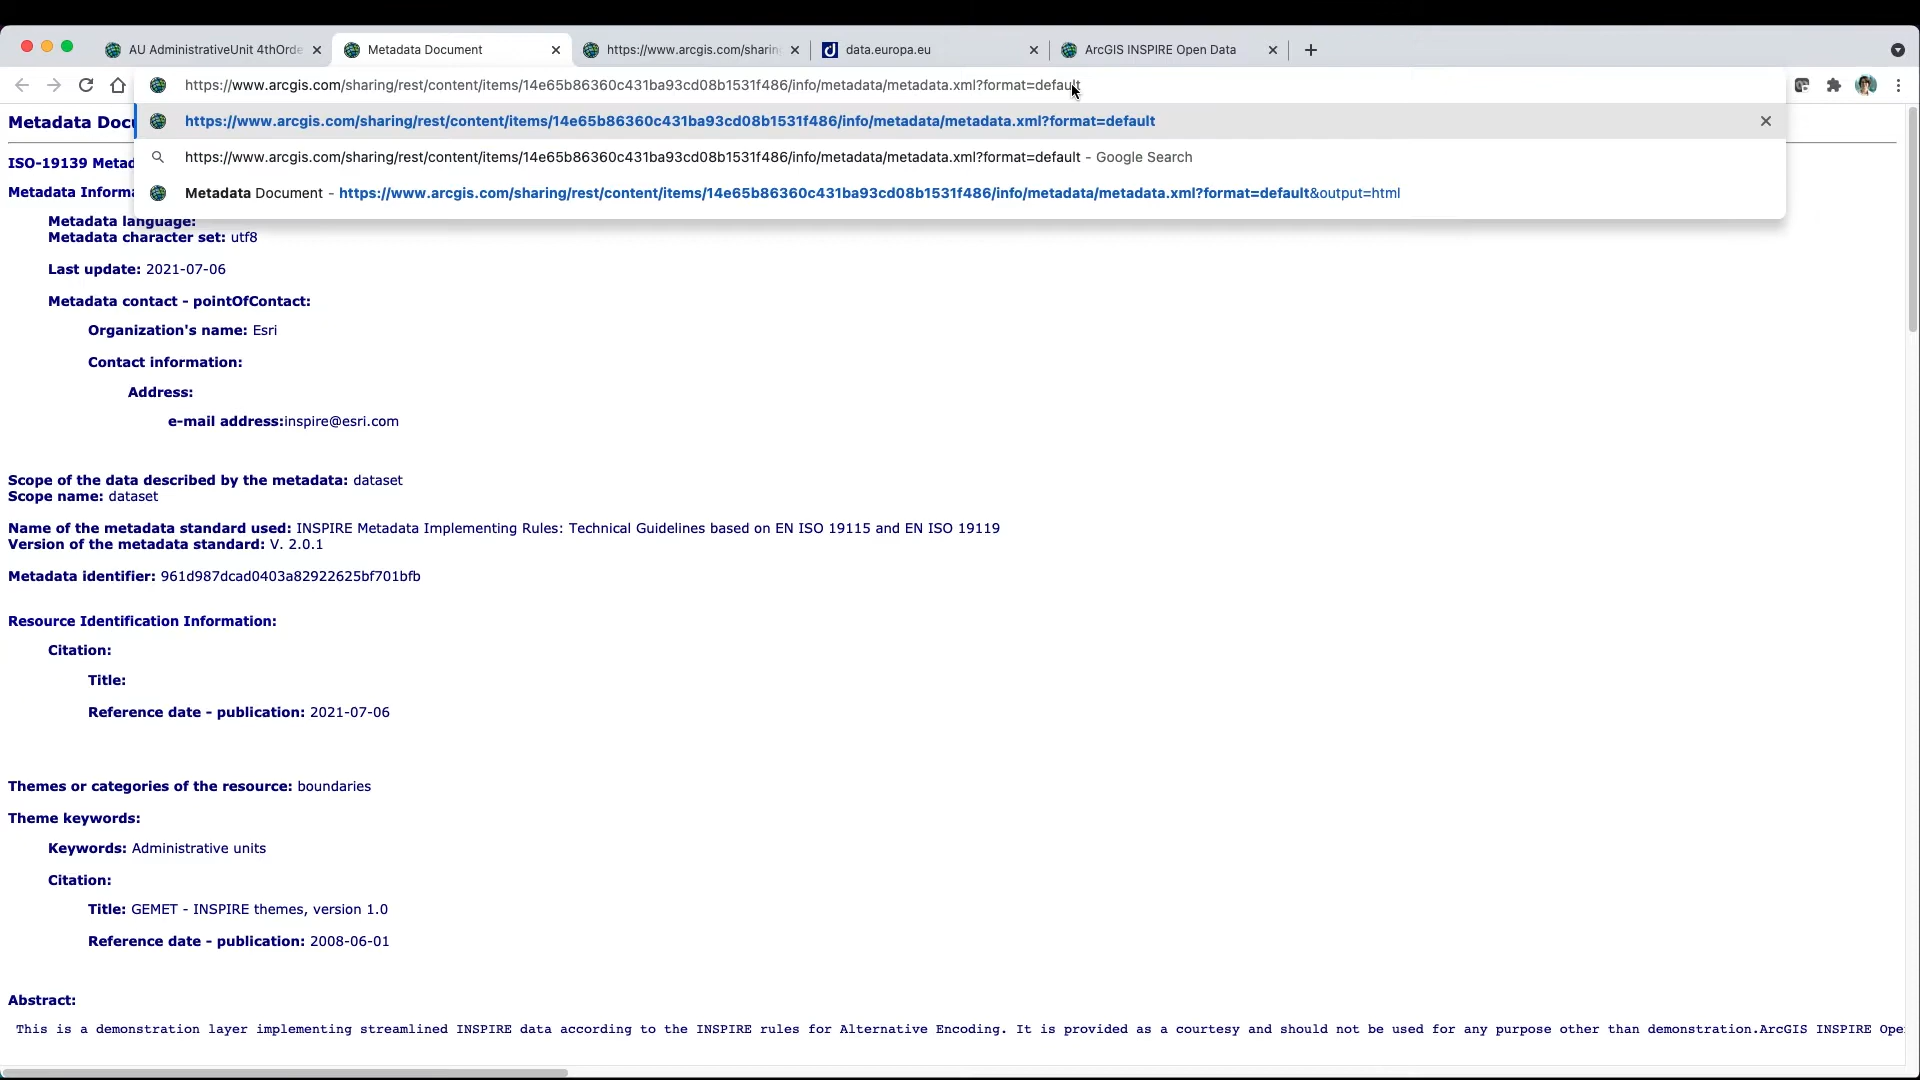 AU AdministrativeUnit 4thOrde
Metadata Document
https://www.arcgis.com/sharin
data.europa.eu
ArcGIS INSPIRE Open Data
https://www.arcgis.com/sharing/rest/content/items/14e65b86360c431ba93cd08b1531f486/info/metadata/metadata.xml?format=default
https://www.arcgis.com/sharing/rest/content/items/14e65b86360c431ba93cd08b1531f486/info/metadata/metadata.xml?format=default
https://www.arcgis.com/sharing/rest/content/items/14e65b86360c431ba93cd08b1531f486/info/metadata/metadata.xml?format=default - Google Search
Metadata Document - https://www.arcgis.com/sharing/rest/content/items/14e65b86360c431ba93cd08b1531f486/info/metadata/metadata.xml?format=default&output=html
Metadata Docu
ISO-19139 Metad
Metadata Informa
Metadata language:
Metadata character set: utf8
Last update: 2021-07-06
Metadata contact - pointOfContact:
Organization's name: Esri
Contact information:
Address:
e-mail address:inspire@esri.com
Scope of the data described by the metadata: dataset
Scope name: dataset
Name of the metadata standard used: INSPIRE Metadata Implementing Rules: Technical Guidelines based on EN ISO 19115 and EN ISO 19119
Version of the metadata standard: V. 2.0.1
Metadata identifier: 961d987dcad0403a82922625bf701bfb
Resource Identification Information:
Citation:
Title:
Reference date - publication: 2021-07-06
Themes or categories of the resource: boundaries
Theme keywords:
Keywords: Administrative units
Citation:
Title: GEMET - INSPIRE themes, version 1.0
Reference date - publication: 2008-06-01
Abstract:
This is a demonstration layer implementing streamlined INSPIRE data according to the INSPIRE rules for Alternative Encoding. It is provided as a courtesy and should not be used for any purpose other than demonstration.ArcGIS INSPIRE Ope